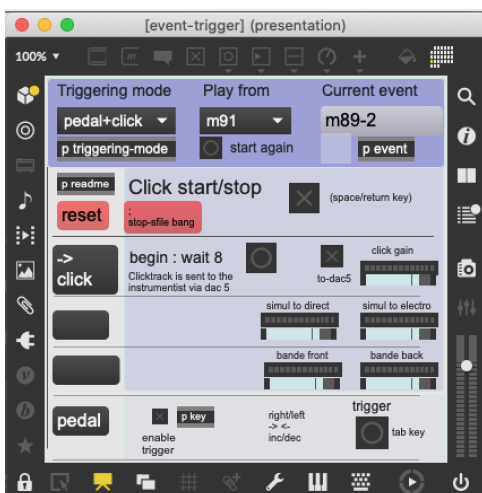 [event-trigger] (presentation)
100%
Triggering mode
Play from
Current event
pedal+click
m91
m89-2
p triggering-mode
start again
p event
p readme
Click start/stop
(space/return key)
reset
;
stop-sfile bang
->
click
begin : wait 8
Clicktrack is sent to the
instrumentist via dac 5
to-dac5
click gain
simul to direct
simul to electro
bande front
bande back
pedal
p key
enable
trigger
right/left
-> <-
inc/dec
trigger
tab key